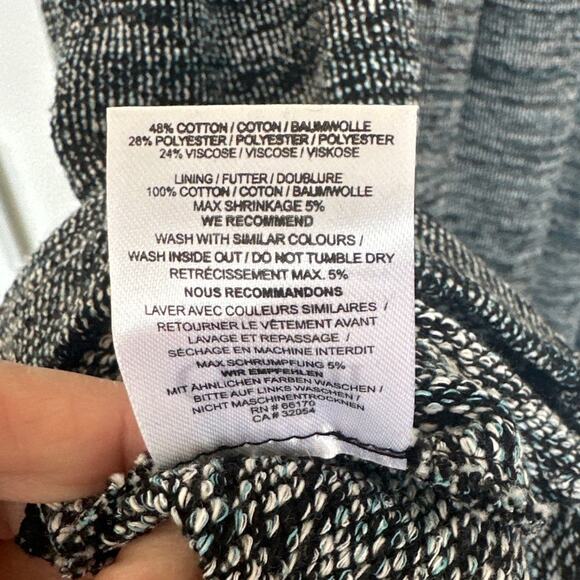 48% COTTON / COTON / BAUMWOLLE
28% POLYESTER / POLYESTER / POLYESTER
24% VISCOSE / VISCOSE / VISKOSE
LINING / FUTTER / DOUBLURE
100% COTTON / COTON / BAUMWOLLE
MAX SHRINKAGE 5%
WE RECOMMEND
WASH WITH SIMILAR COLOURS /
WASH INSIDE OUT / DO NOT TUMBLE DRY
RETRÉCISSEMENT MAX. 5%
NOUS RECOMMANDONS
LAVER AVEC COULEURS SIMILAIRES /
RETOURNER LE VÊTEMENT AVANT
LAVAGE ET REPASSAGE /
SÉCHAGE EN MACHINE INTERDIT
MAX SCHRUMPFUNG 5%
WIR EMPFEHLEN
MIT ÄHNLICHEN FARBEN WASCHEN /
BITTE AUF LINKS WASCHEN /
NICHT MASCHINENTROCKNEN
RN # 66170
CA # 32054